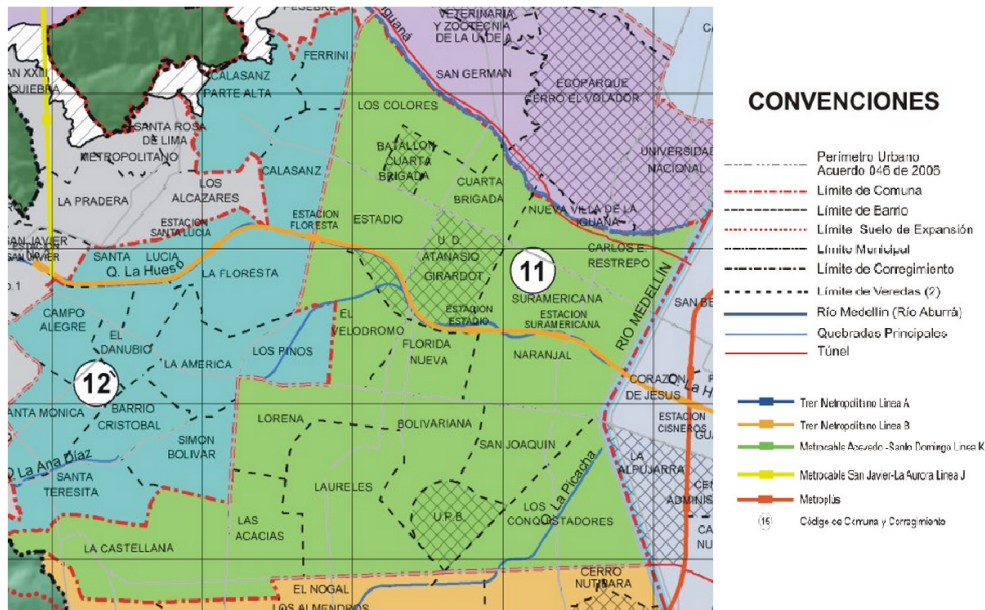 VETERINARIA
Y ZOOTECNIA
DE LA U DE A
FERRINI
CALASANZ
PARTE ALTA
SAN GERMAN
ECOPARQUE
CERRO EL VOLADOR
LOS COLORES
SANTA ROSA
DE LIMA
METROPOLITANO
BATALLON
CUARTA
BRIGADA
UNIVERSIDAD
NACIONAL
CALASANZ
CUARTA
BRIGADA
LOS
ALCAZARES
LA PRADERA
NUEVA VILLA DE LA
IGUANA
ESTACION
SANTA LUCIA
ESTACION
FLORESTA
ESTADIO
U. D.
ATANASIO
GIRARDOT
CARLOS E.
RESTREPO
SAN JAVIER
SANTA LUCIA
Q. La Hueso
LA FLORESTA
11
SURAMERICANA
ESTACION
SURAMERICANA
RIO MEDELLIN
CAMPO
ALEGRE
EL
VELODROMO
ESTACION
ESTADIO
EL
DANUBIO
LA AMERICA
LOS PINOS
FLORIDA
NUEVA
NARANJAL
12
CORAZON
DE JESUS
ESTACION
CISNEROS
BARRIO
CRISTOBAL
LORENA
BOLIVARIANA
SAN JOAQUIN
SIMON
BOLIVAR
La Ana Diaz
SANTA
TERESITA
LA
ALPUJARRA
Q. La Picacha
LAURELES
LAS
ACACIAS
U.P.B.
LOS
CONQUISTADORES
LA CASTELLANA
EL NOGAL
LOS ALMENDROS
CERRO
NUTIBARA
CONVENCIONES
Perímetro Urbano
Acuerdo 046 de 2006
Límite de Comuna
Límite de Barrio
Límite Suelo de Expansión
Límite Municipal
Límite de Corregimiento
Límite de Veredas (2)
Río Medellín (Río Aburrá)
Quebradas Principales
Túnel
Tren Metropolitano Linea A
Tren Metropolitano Linea B
Metrocable Acevedo -Santo Domingo Linea K
Metrocable San Javier-La Aurora Linea J
Metroplús
15
Código de Comuna y Corregimiento